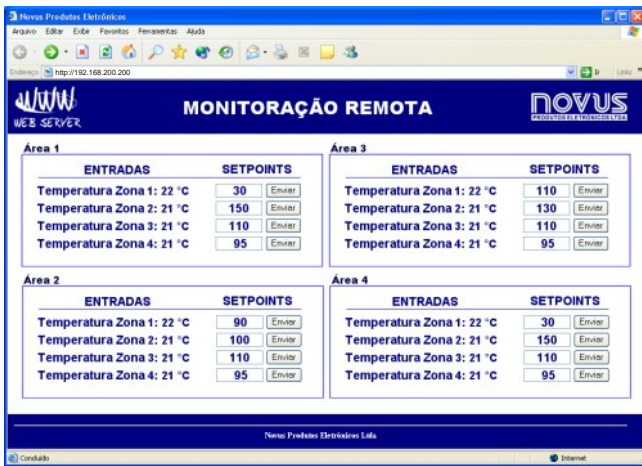 Novus Produtos Eletrônicos
Arquivo Editar Exibir Favoritos Ferramentas Ajuda
Endereço http://192.168.200.200 Ir Links
WWW
WEB SERVER
MONITORAÇÃO REMOTA
NOVUS
PRODUTOS ELETRÔNICOS LTDA
Área 1
ENTRADAS SETPOINTS
Temperatura Zona 1: 22 °C 30 Enviar
Temperatura Zona 2: 21 °C 150 Enviar
Temperatura Zona 3: 21 °C 110 Enviar
Temperatura Zona 4: 21 °C 95 Enviar
Área 3
ENTRADAS SETPOINTS
Temperatura Zona 1: 22 °C 110 Enviar
Temperatura Zona 2: 21 °C 130 Enviar
Temperatura Zona 3: 21 °C 110 Enviar
Temperatura Zona 4: 21 °C 95 Enviar
Área 2
ENTRADAS SETPOINTS
Temperatura Zona 1: 22 °C 90 Enviar
Temperatura Zona 2: 21 °C 100 Enviar
Temperatura Zona 3: 21 °C 110 Enviar
Temperatura Zona 4: 21 °C 95 Enviar
Área 4
ENTRADAS SETPOINTS
Temperatura Zona 1: 22 °C 30 Enviar
Temperatura Zona 2: 21 °C 150 Enviar
Temperatura Zona 3: 21 °C 110 Enviar
Temperatura Zona 4: 21 °C 95 Enviar
Novus Produtos Eletrônicos Ltda
Concluído Internet